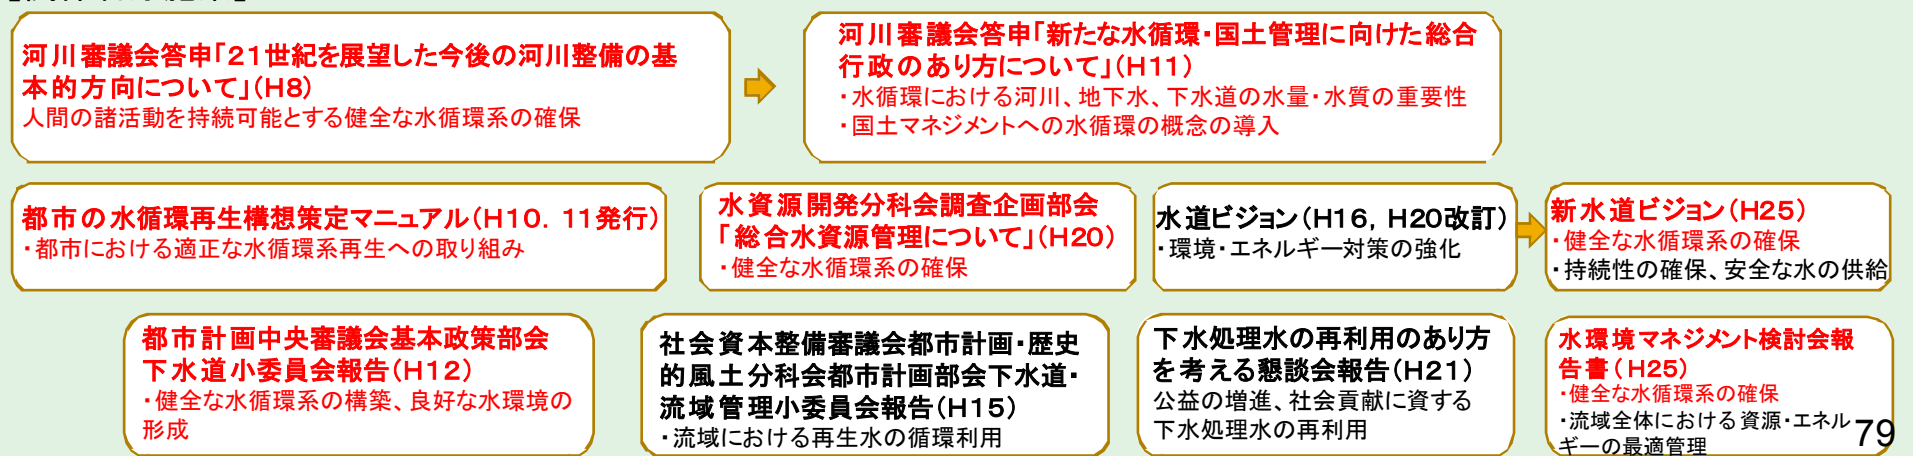 河川審議会答申「21世紀を展望した今後の河川整備の基
本的方向について」(H8)
人間の諸活動を持続可能とする健全な水循環系の確保
河川審議会答申「新たな水循環・国土管理に向けた総合
行政のあり方について」(H11)
・水循環における河川、地下水、下水道の水量・水質の重要性
・国土マネジメントへの水循環の概念の導入
都市の水循環再生構想策定マニュアル(H10．11発行)
・都市における適正な水循環系再生への取り組み
水資源開発分科会調査企画部会
「総合水資源管理について」(H20)
・健全な水循環系の確保
水道ビジョン(H16，H20改訂)
・環境・エネルギー対策の強化
新水道ビジョン(H25)
・健全な水循環系の確保
・持続性の確保、安全な水の供給
都市計画中央審議会基本政策部会
下水道小委員会報告(H12)
・健全な水循環系の構築、良好な水環境の
形成
社会資本整備審議会都市計画・歴史
的風土分科会都市計画部会下水道・
流域管理小委員会報告(H15)
・流域における再生水の循環利用
下水処理水の再利用のあり方
を考える懇談会報告(H21)
公益の増進、社会貢献に資する
下水処理水の再利用
水環境マネジメント検討会報
告書(H25)
・健全な水循環系の確保
・流域全体における資源・エネル
ギーの最適管理
79